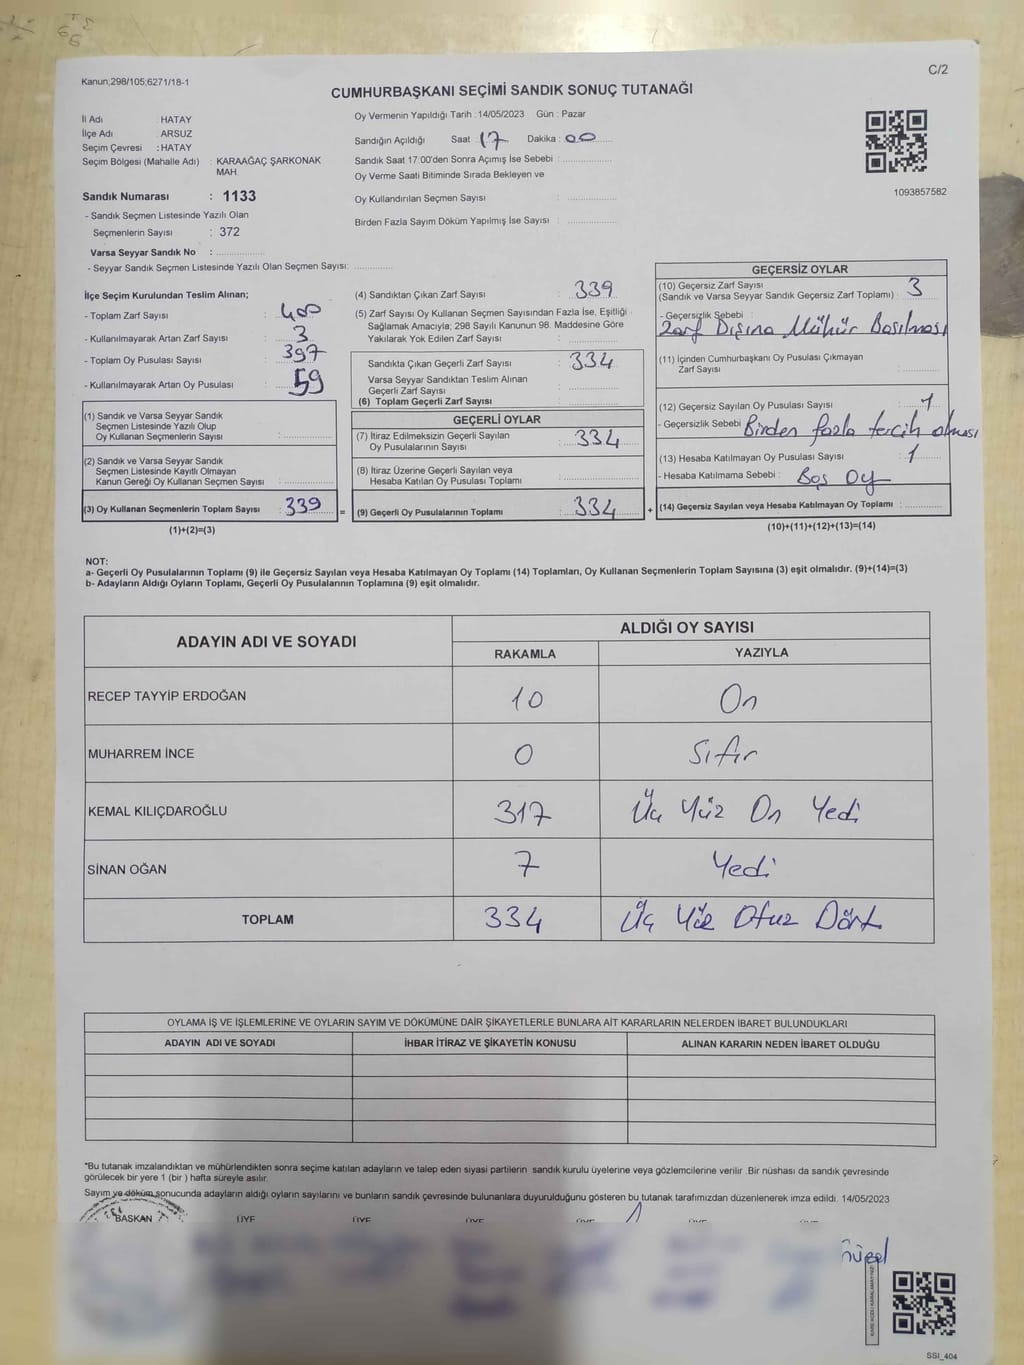 Kanun;298/105;6271/18-1
C/2
CUMHURBAŞKANI SEÇİMİ SANDIK SONUÇ TUTANAĞI
İl Adı : HATAY
İlçe Adı : ARSUZ
Seçim Çevresi : HATAY
Seçim Bölgesi (Mahalle Adı) : KARAAĞAÇ ŞARKONAK
MAH.
Sandık Numarası : 1133
- Sandık Seçmen Listesinde Yazılı Olan
Seçmenlerin Sayısı : 372
Varsa Seyyar Sandık No :
- Seyyar Sandık Seçmen Listesinde Yazılı Olan Seçmen Sayısı:
Oy Vermenin Yapıldığı Tarih : 14/05/2023 Gün : Pazar
Sandığın Açıldığı Saat : 17 Dakika : 00
Sandık Saat 17:00'den Sonra Açımış İse Sebebi :
Oy Verme Saati Bitiminde Sırada Bekleyen ve
Oy Kullandırılan Seçmen Sayısı :
Birden Fazla Sayım Döküm Yapılmış İse Sayısı :
1093857582
İlçe Seçim Kurulundan Teslim Alınan;
- Toplam Zarf Sayısı : 400
- Kullanılmayarak Artan Zarf Sayısı : 3
- Toplam Oy Pusulası Sayısı : 397
- Kullanılmayarak Artan Oy Pusulası : 59
(1) Sandık ve Varsa Seyyar Sandık
Seçmen Listesinde Yazılı Olup
Oy Kullanan Seçmenlerin Sayısı :
(2) Sandık ve Varsa Seyyar Sandık
Seçmen Listesinde Kayıtlı Olmayan
Kanun Gereği Oy Kullanan Seçmen Sayısı :
(3) Oy Kullanan Seçmenlerin Toplam Sayısı : 339
=
(1)+(2)=(3)
(4) Sandıktan Çıkan Zarf Sayısı : 339
(5) Zarf Sayısı Oy Kullanan Seçmen Sayısından Fazla İse, Eşitliği
Sağlamak Amacıyla; 298 Sayılı Kanunun 98. Maddesine Göre
Yakılarak Yok Edilen Zarf Sayısı :
Sandıkta Çıkan Geçerli Zarf Sayısı : 334
Varsa Seyyar Sandıktan Teslim Alınan
Geçerli Zarf Sayısı :
(6) Toplam Geçerli Zarf Sayısı :
GEÇERLİ OYLAR
(7) İtiraz Edilmeksizin Geçerli Sayılan
Oy Pusulalarının Sayısı : 334
(8) İtiraz Üzerine Geçerli Sayılan veya
Hesaba Katılan Oy Pusulası Toplamı :
(9) Geçerli Oy Pusulalarının Toplamı : 334
+
GEÇERSİZ OYLAR
(10) Geçersiz Zarf Sayısı : 3
(Sandık ve Varsa Seyyar Sandık Geçersiz Zarf Toplamı)
- Geçersizlik Sebebi :
Zarf Dışına Mühür Basılması
(11) İçinden Cumhurbaşkanı Oy Pusulası Çıkmayan
Zarf Sayısı :
(12) Geçersiz Sayılan Oy Pusulası Sayısı : 1
- Geçersizlik Sebebi : Birden fazla tercih olması
(13) Hesaba Katılmayan Oy Pusulası Sayısı : 1
- Hesaba Katılmama Sebebi : Boş Oy
(14) Geçersiz Sayılan veya Hesaba Katılmayan Oy Toplamı :
(10)+(11)+(12)+(13)=(14)
NOT:
a- Geçerli Oy Pusulalarının Toplamı (9) ile Geçersiz Sayılan veya Hesaba Katılmayan Oy Toplamı (14) Toplamları, Oy Kullanan Seçmenlerin Toplam Sayısına (3) eşit olmalıdır. (9)+(14)=(3)
b- Adayların Aldığı Oyların Toplamı, Geçerli Oy Pusulalarının Toplamına (9) eşit olmalıdır.
ADAYIN ADI VE SOYADI ALDIĞI OY SAYISI
RAKAMLA YAZIYLA
RECEP TAYYİP ERDOĞAN 10 On
MUHARREM İNCE 0 Sıfır
KEMAL KILIÇDAROĞLU 317 Üç Yüz On Yedi
SİNAN OĞAN 7 Yedi
TOPLAM 334 Üç Yüz Otuz Dört
OYLAMA İŞ VE İŞLEMLERİNE VE OYLARIN SAYIM VE DÖKÜMÜNE DAİR ŞİKAYETLERLE BUNLARA AİT KARARLARIN NELERDEN İBARET BULUNDUKLARI
ADAYIN ADI VE SOYADI İHBAR İTİRAZ VE ŞİKAYETİN KONUSU ALINAN KARARIN NEDEN İBARET OLDUĞU
*Bu tutanak imzalandıktan ve mühürlendikten sonra seçime katılan adayların ve talep eden siyasi partilerin sandık kurulu üyelerine veya gözlemcilerine verilir .Bir nüshası da sandık çevresinde
görülecek bir yere 1 (bir ) hafta süreyle asılır.
Sayım ve döküm sonucunda adayların aldığı oyların sayılarını ve bunların sandık çevresinde bulunanlara duyurulduğunu gösteren bu tutanak tarafımızdan düzenlenerek imza edildi. 14/05/2023
BAŞKAN ÜYE ÜYE ÜYE ÜYE ÜYE ÜYE
SSI_404